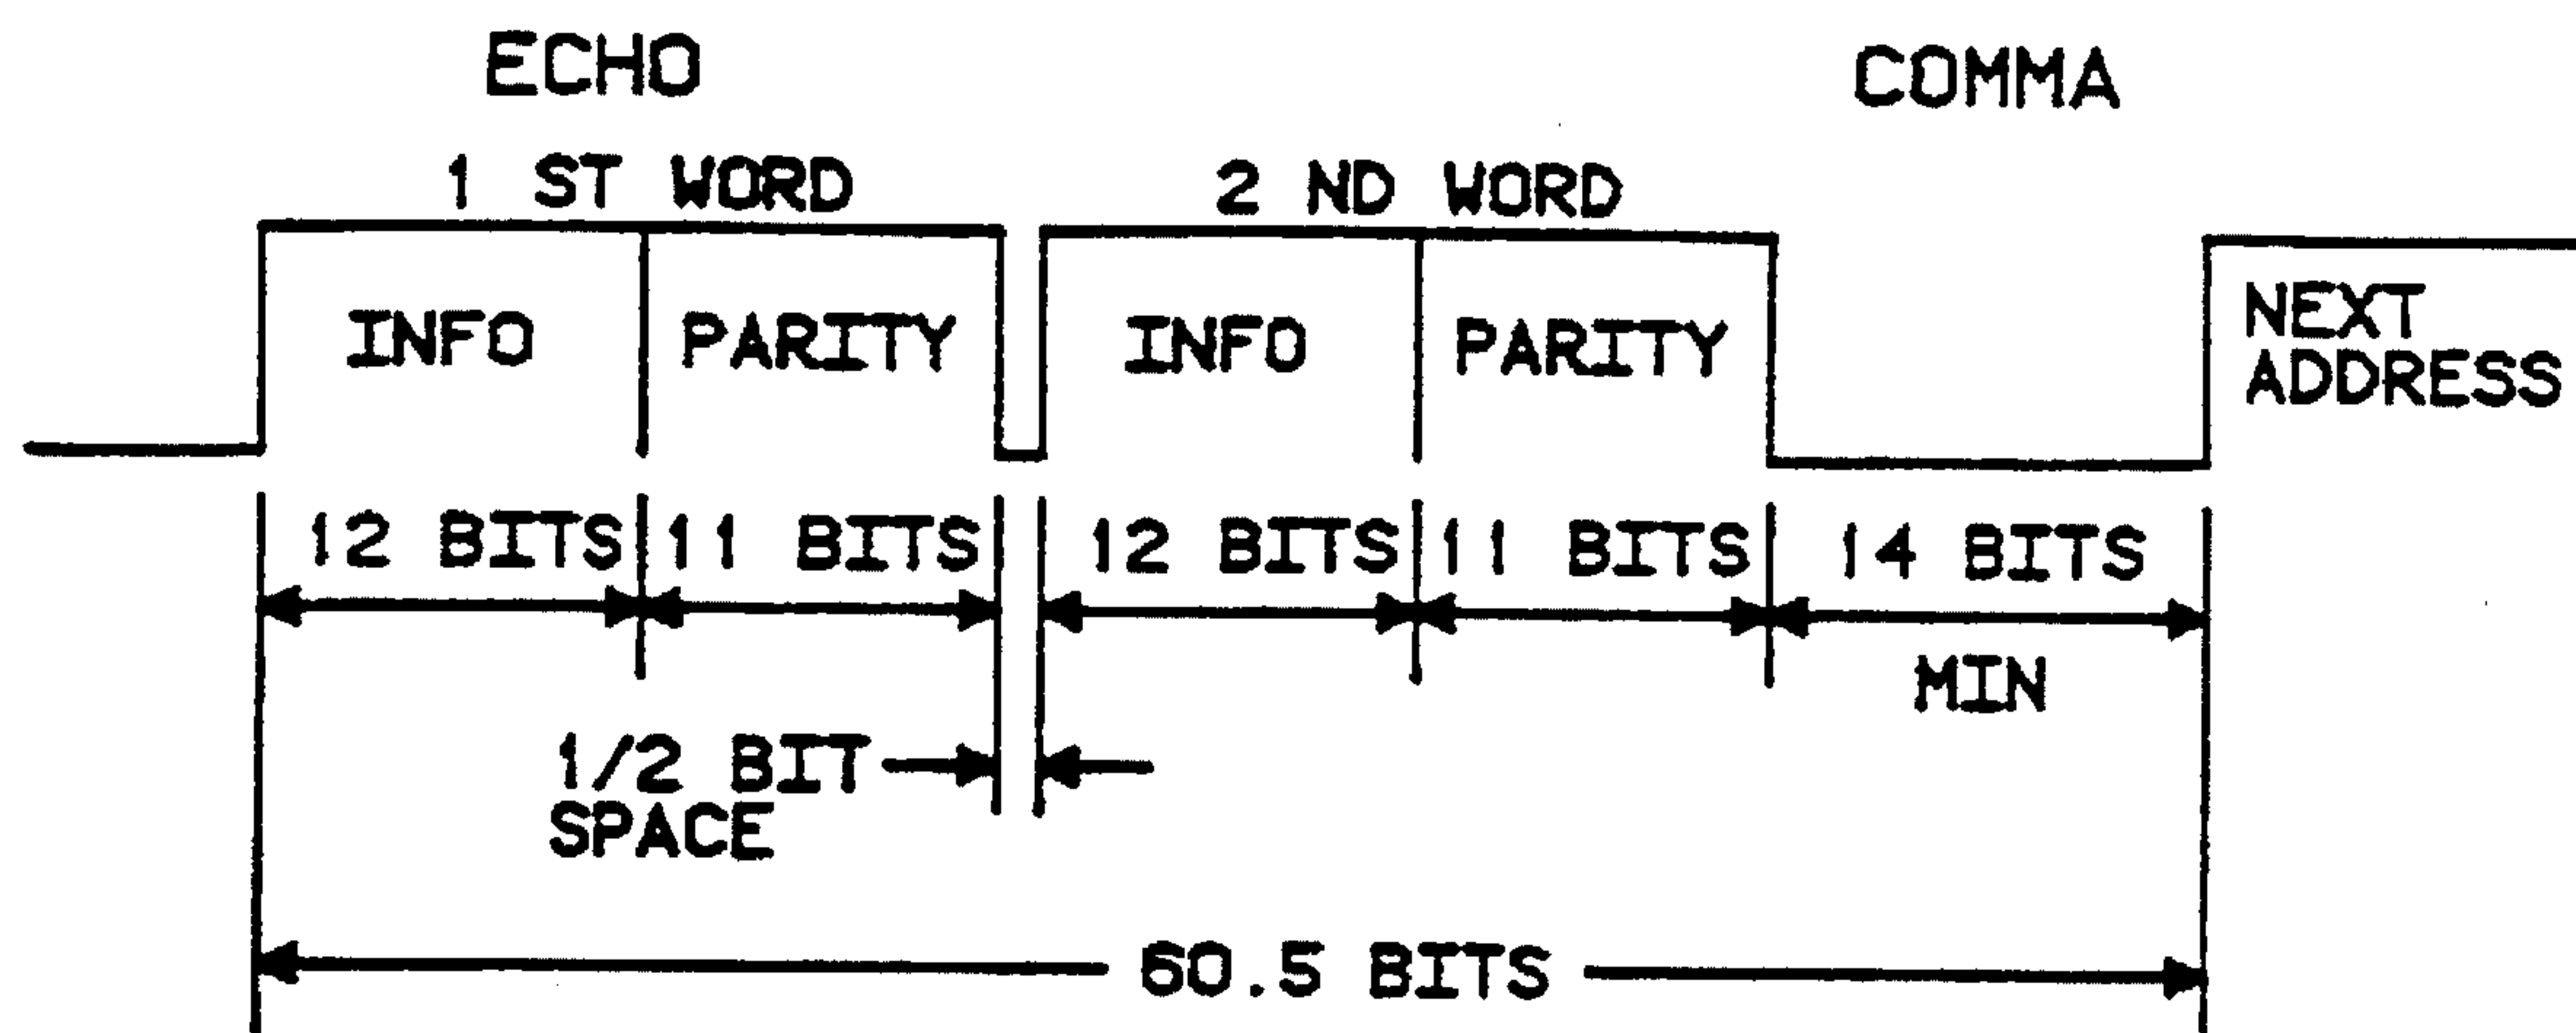 ECHO
COMMA
1 ST WORD
2 ND WORD
INFO
PARITY
INFO
PARITY
NEXT
ADDRESS
12 BITS
11 BITS
12 BITS
11 BITS
14 BITS
MIN
1/2 BIT
SPACE
60.5 BITS